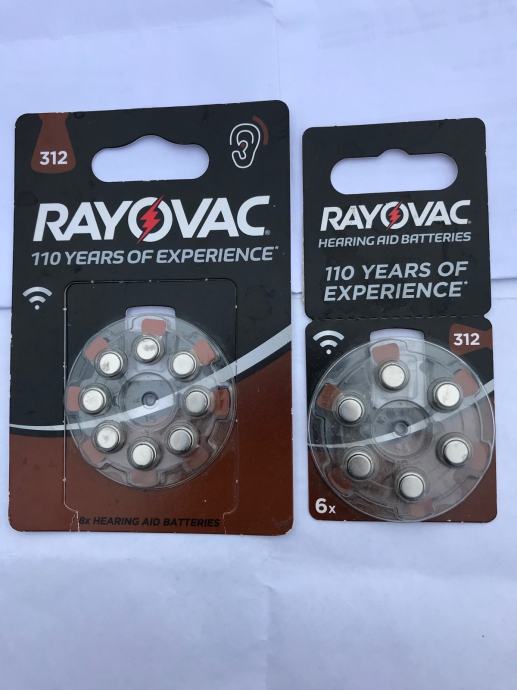 312
RAYOVAC
110 YEARS OF EXPERIENCE*
8x HEARING AID BATTERIES
RAYOVAC
HEARING AID BATTERIES
110 YEARS OF
EXPERIENCE*
312
6x